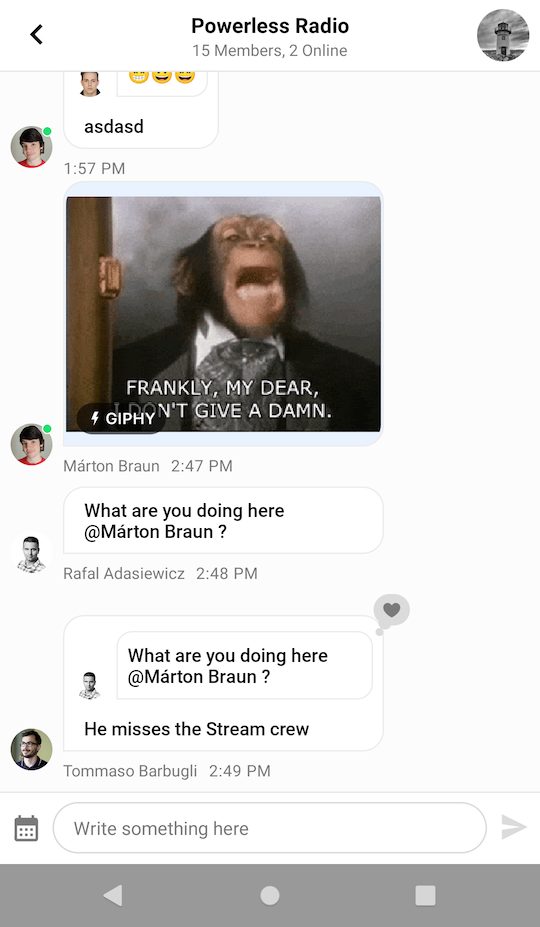 Powerless Radio
15 Members, 2 Online
asdasd
1:57 PM
FRANKLY, MY DEAR,
I DON'T GIVE A DAMN.
GIPHY
Márton Braun 2:47 PM
What are you doing here
@Márton Braun ?
Rafal Adasiewicz 2:48 PM
What are you doing here
@Márton Braun ?
He misses the Stream crew
Tommaso Barbugli 2:49 PM
Write something here